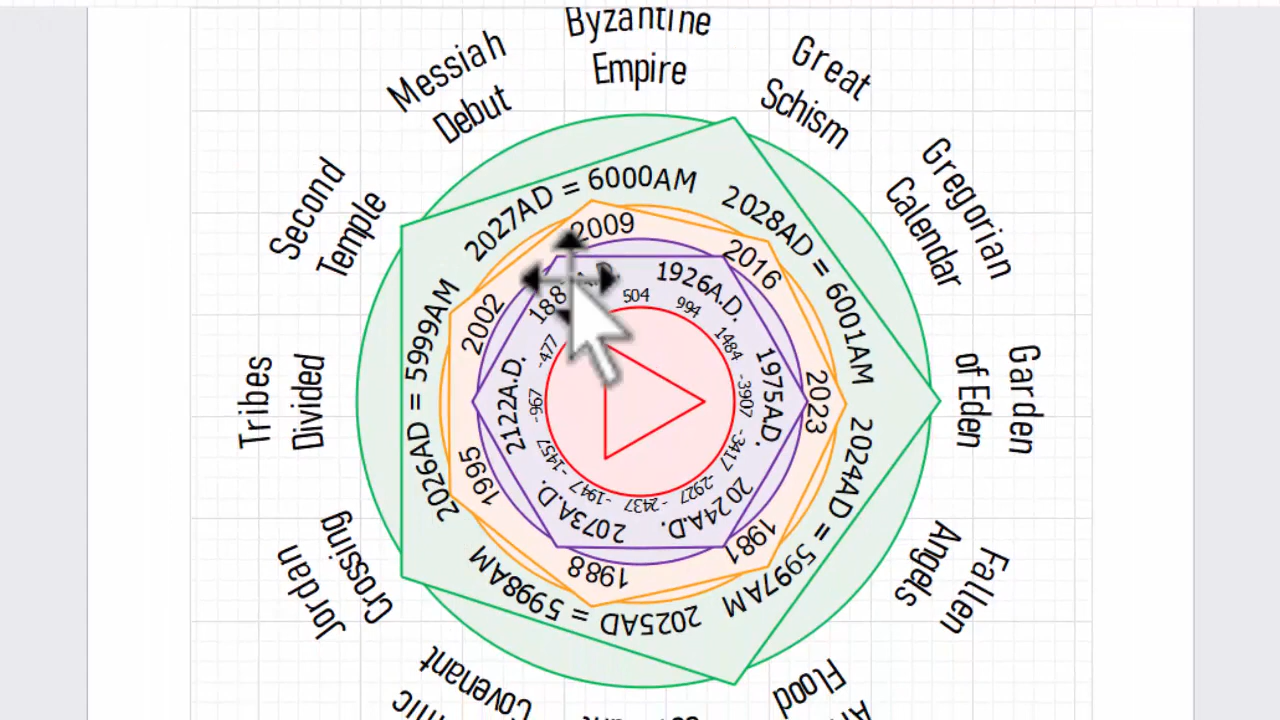 Byzantine
Empire
Great
Schism
Gregorian
Calendar
Garden
of Eden
Fallen
Angels
Flood
Covenant
Jordan
Crossing
Tribes
Divided
Second
Temple
Messiah
Debut
2027AD = 6000AM
2028AD = 6001AM
2024AD = 5997AM
2025AD = 5998AM
2026AD = 5999AM
2009
2016
2023
1981
1988
1995
2002
1926A.D.
1975A.D.
2024A.D.
2073A.D.
2122A.D.
504
994
1484
-3907
-3417
-2927
-2437
-1947
-1457
-967
-477